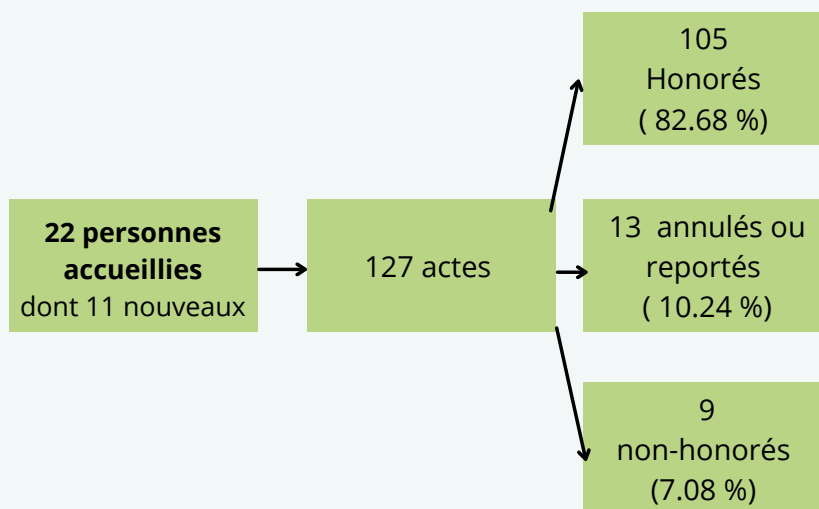 22 personnes
accueillies
dont 11 nouveaux
127 actes
105
Honorés
( 82.68 %)
13 annulés ou
reportés
( 10.24 %)
9
non-honorés
(7.08 %)